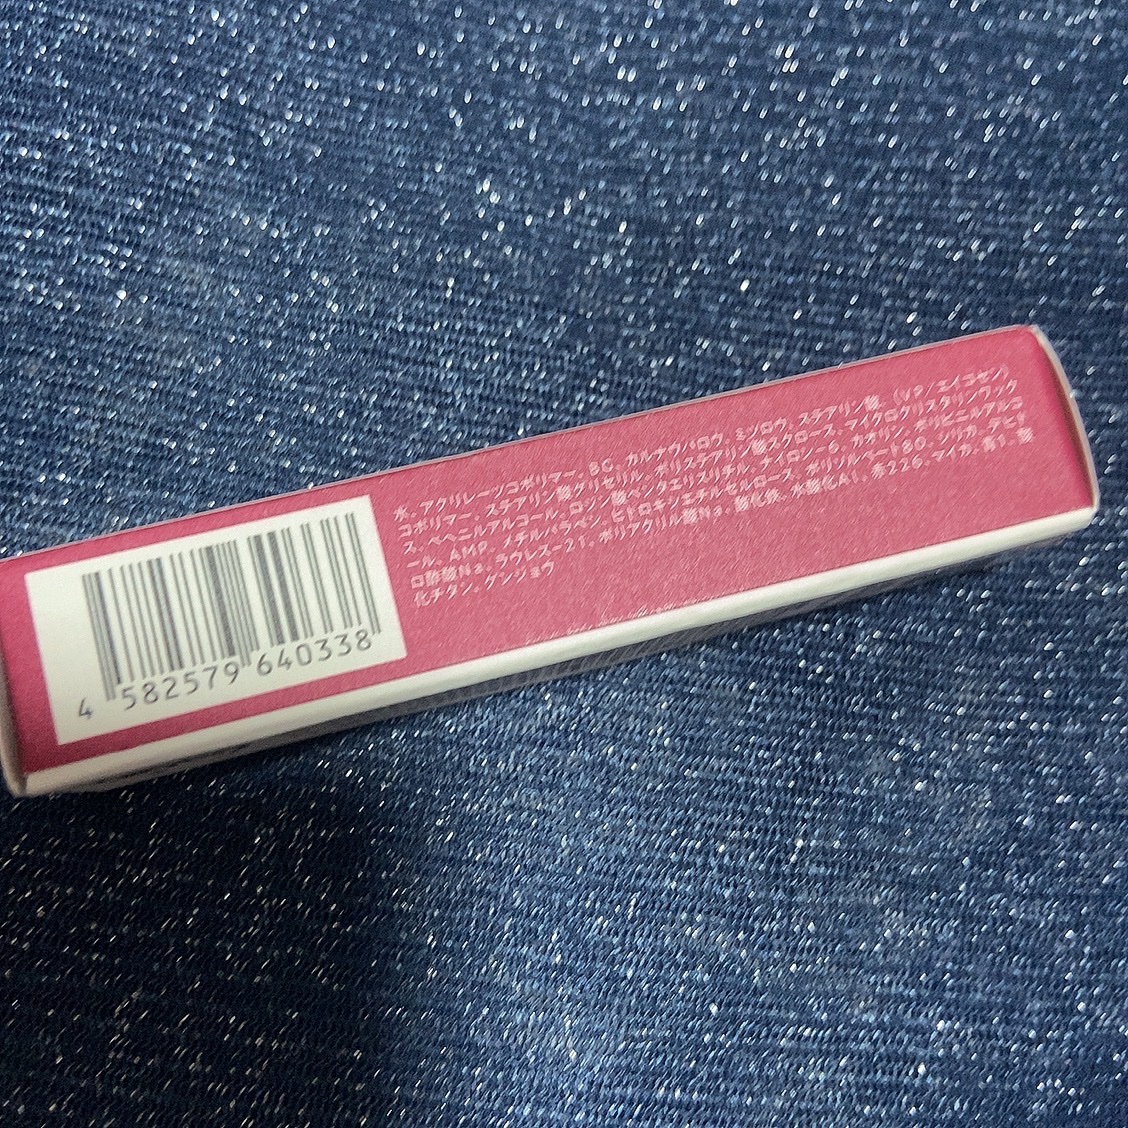 水、アクリレーツコポリマー、BG、カルナウバロウ、ミツロウ、ステアリン酸、(VP/エイコセン)
コポリマー、ステアリン酸グリセリル、ポリステアリン酸スクロース、マイクロクリスタリンワック
ス、ベヘニルアルコール、ロジン酸ペンタエリスリチル、ナイロン-6、カオリン、ポリビニルアルコ
ール、AMP、メチルパラベン、ヒドロキシエチルセルロース、ポリソルベート80、シリカ、デヒド
ロ酢酸Na、ラウレス-21、ポリアクリル酸Na、酸化鉄、水酸化Al、赤226、マイカ、赤1、酸
化チタン、グンジョウ
4 582579 640338